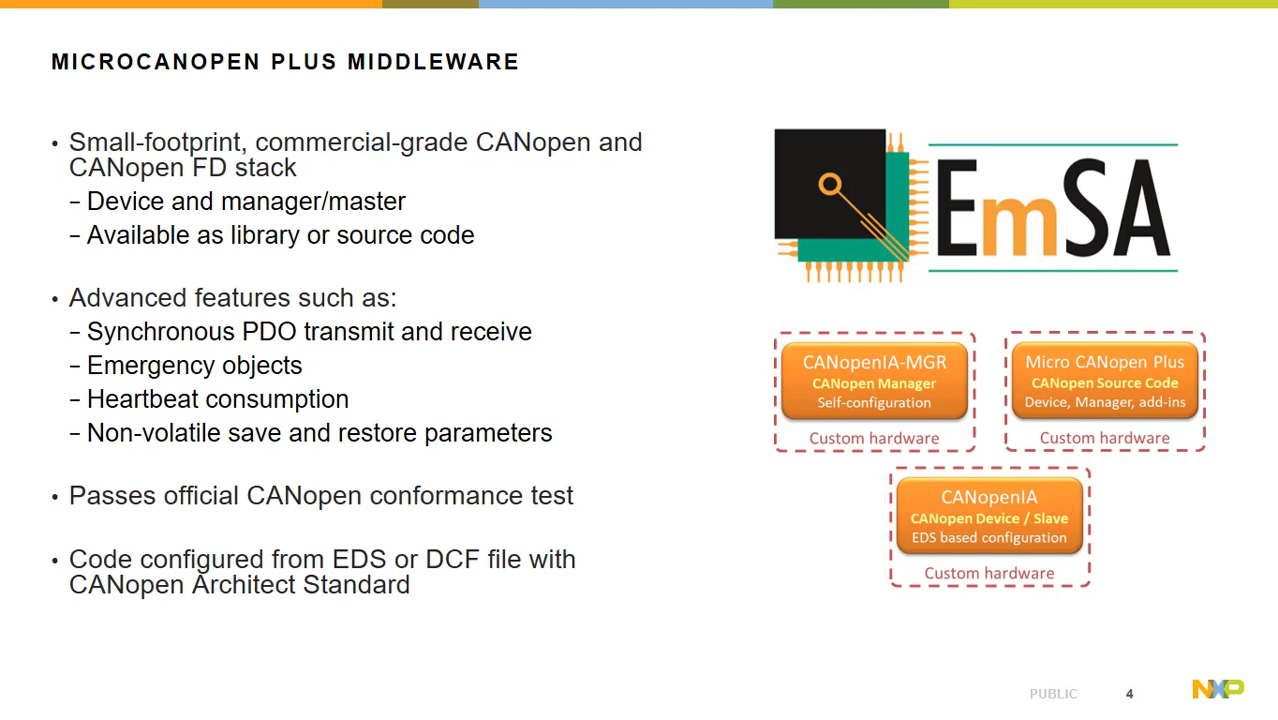 MICROCANOPEN PLUS MIDDLEWARE
• Small-footprint, commercial-grade CANopen and
CANopen FD stack
– Device and manager/master
– Available as library or source code
• Advanced features such as:
– Synchronous PDO transmit and receive
– Emergency objects
– Heartbeat consumption
– Non-volatile save and restore parameters
• Passes official CANopen conformance test
• Code configured from EDS or DCF file with
CANopen Architect Standard
EmSA
CANopenIA-MGR
CANopen Manager
Self-configuration
Custom hardware
Micro CANopen Plus
CANopen Source Code
Device, Manager, add-ins
Custom hardware
CANopenIA
CANopen Device / Slave
EDS based configuration
Custom hardware
PUBLIC
4
NXP